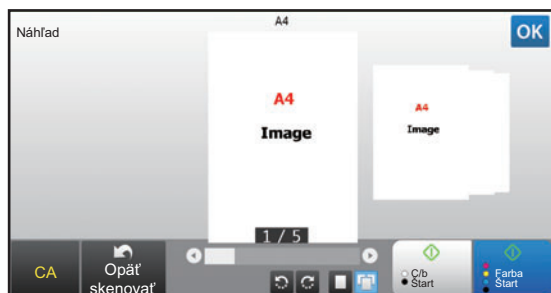 A4
Náhľad
OK
A4
Image
A4
Image
1 / 5
CA
Opäť
skenovať
C/b
Štart
Farba
Štart